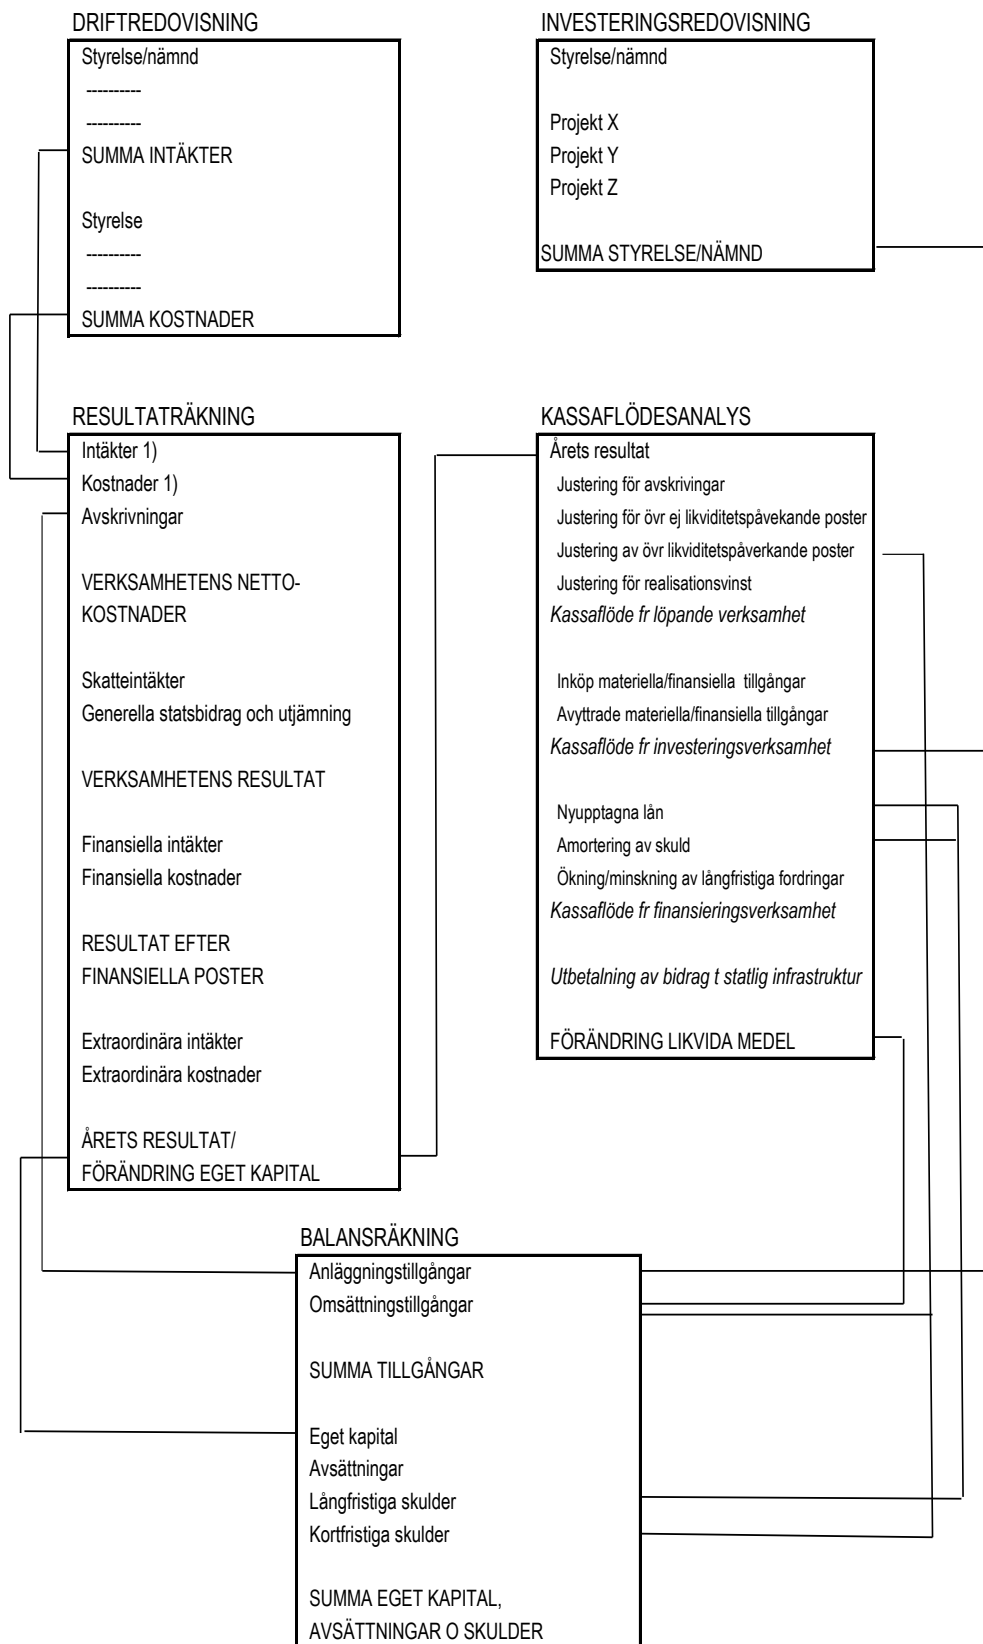 DRIFTREDOVISNING
Styrelse/nämnd
----------
----------
SUMMA INTÄKTER
Styrelse
----------
----------
SUMMA KOSTNADER
INVESTERINGSREDOVISNING
Styrelse/nämnd
Projekt X
Projekt Y
Projekt Z
SUMMA STYRELSE/NÄMND
RESULTATRÄKNING
Intäkter 1)
Kostnader 1)
Avskrivningar
VERKSAMHETENS NETTO-
KOSTNADER
Skatteintäkter
Generella statsbidrag och utjämning
VERKSAMHETENS RESULTAT
Finansiella intäkter
Finansiella kostnader
RESULTAT EFTER
FINANSIELLA POSTER
Extraordinära intäkter
Extraordinära kostnader
ÅRETS RESULTAT/
FÖRÄNDRING EGET KAPITAL
KASSAFLÖDESANALYS
Årets resultat
Justering för avskrivingar
Justering för övr ej likviditetspåvekande poster
Justering av övr likviditetspåverkande poster
Justering för realisationsvinst
Kassaflöde fr löpande verksamhet
Inköp materiella/finansiella tillgångar
Avyttrade materiella/finansiella tillgångar
Kassaflöde fr investeringsverksamhet
Nyupptagna lån
Amortering av skuld
Ökning/minskning av långfristiga fordringar
Kassaflöde fr finansieringsverksamhet
Utbetalning av bidrag t statlig infrastruktur
FÖRÄNDRING LIKVIDA MEDEL
BALANSRÄKNING
Anläggningstillgångar
Omsättningstillgångar
SUMMA TILLGÅNGAR
Eget kapital
Avsättningar
Långfristiga skulder
Kortfristiga skulder
SUMMA EGET KAPITAL,
AVSÄTTNINGAR O SKULDER